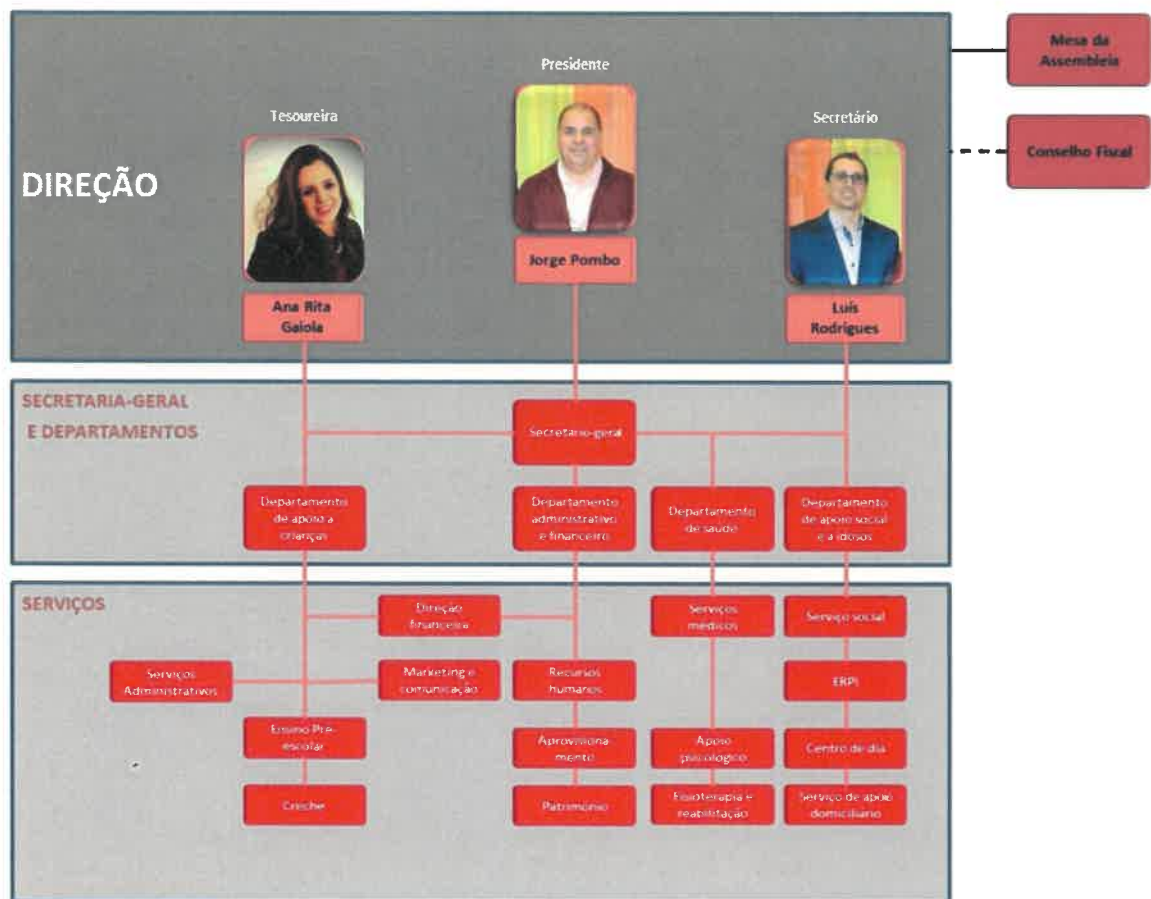 Mesa da
Assembleia
Conselho Fiscal
DIREÇÃO
Presidente
Jorge Pombo
Tesoureira
Ana Rita
Gaiola
Secretário
Luís
Rodrigues
SECRETARIA-GERAL
E DEPARTAMENTOS
Secretário-geral
Departamento
de apoio a
crianças
Departamento
administrativo
e financeiro
Departamento
de saúde
Departamento
de apoio social
e a idosos
SERVIÇOS
Direção
financeira
Serviços
médicos
Serviço social
Serviços
Administrativos
Marketing e
comunicação
Recursos
humanos
ERPI
Ensino Pré-
escolar
Aprovisiona
mento
Apoio
psicológico
Centro de dia
Creche
Património
Fisioterapia e
reabilitação
Serviço de apoio
domiciliário